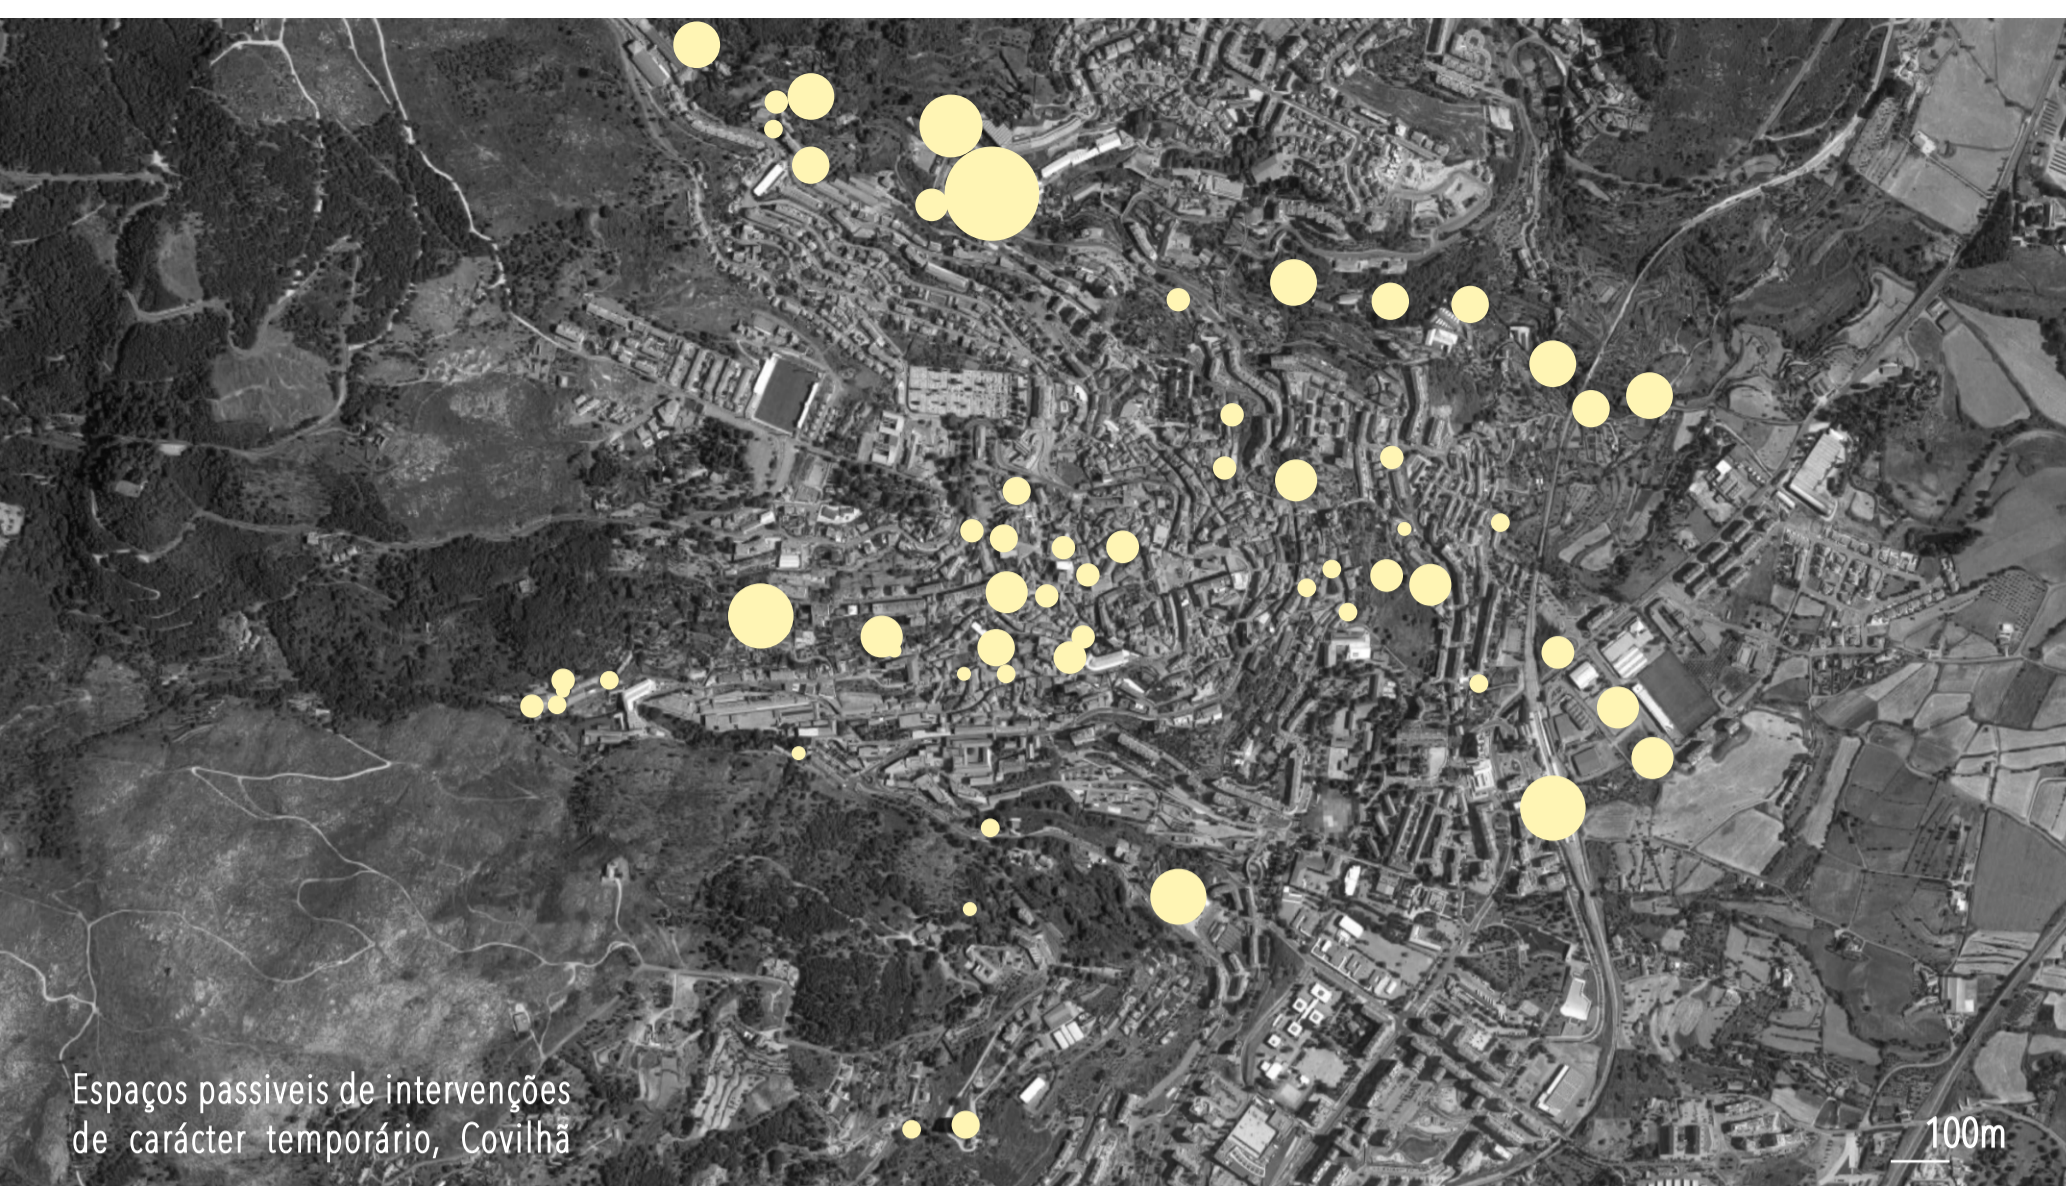 Espaços passiveis de intervenções
de carácter temporário, Covilhã
100m